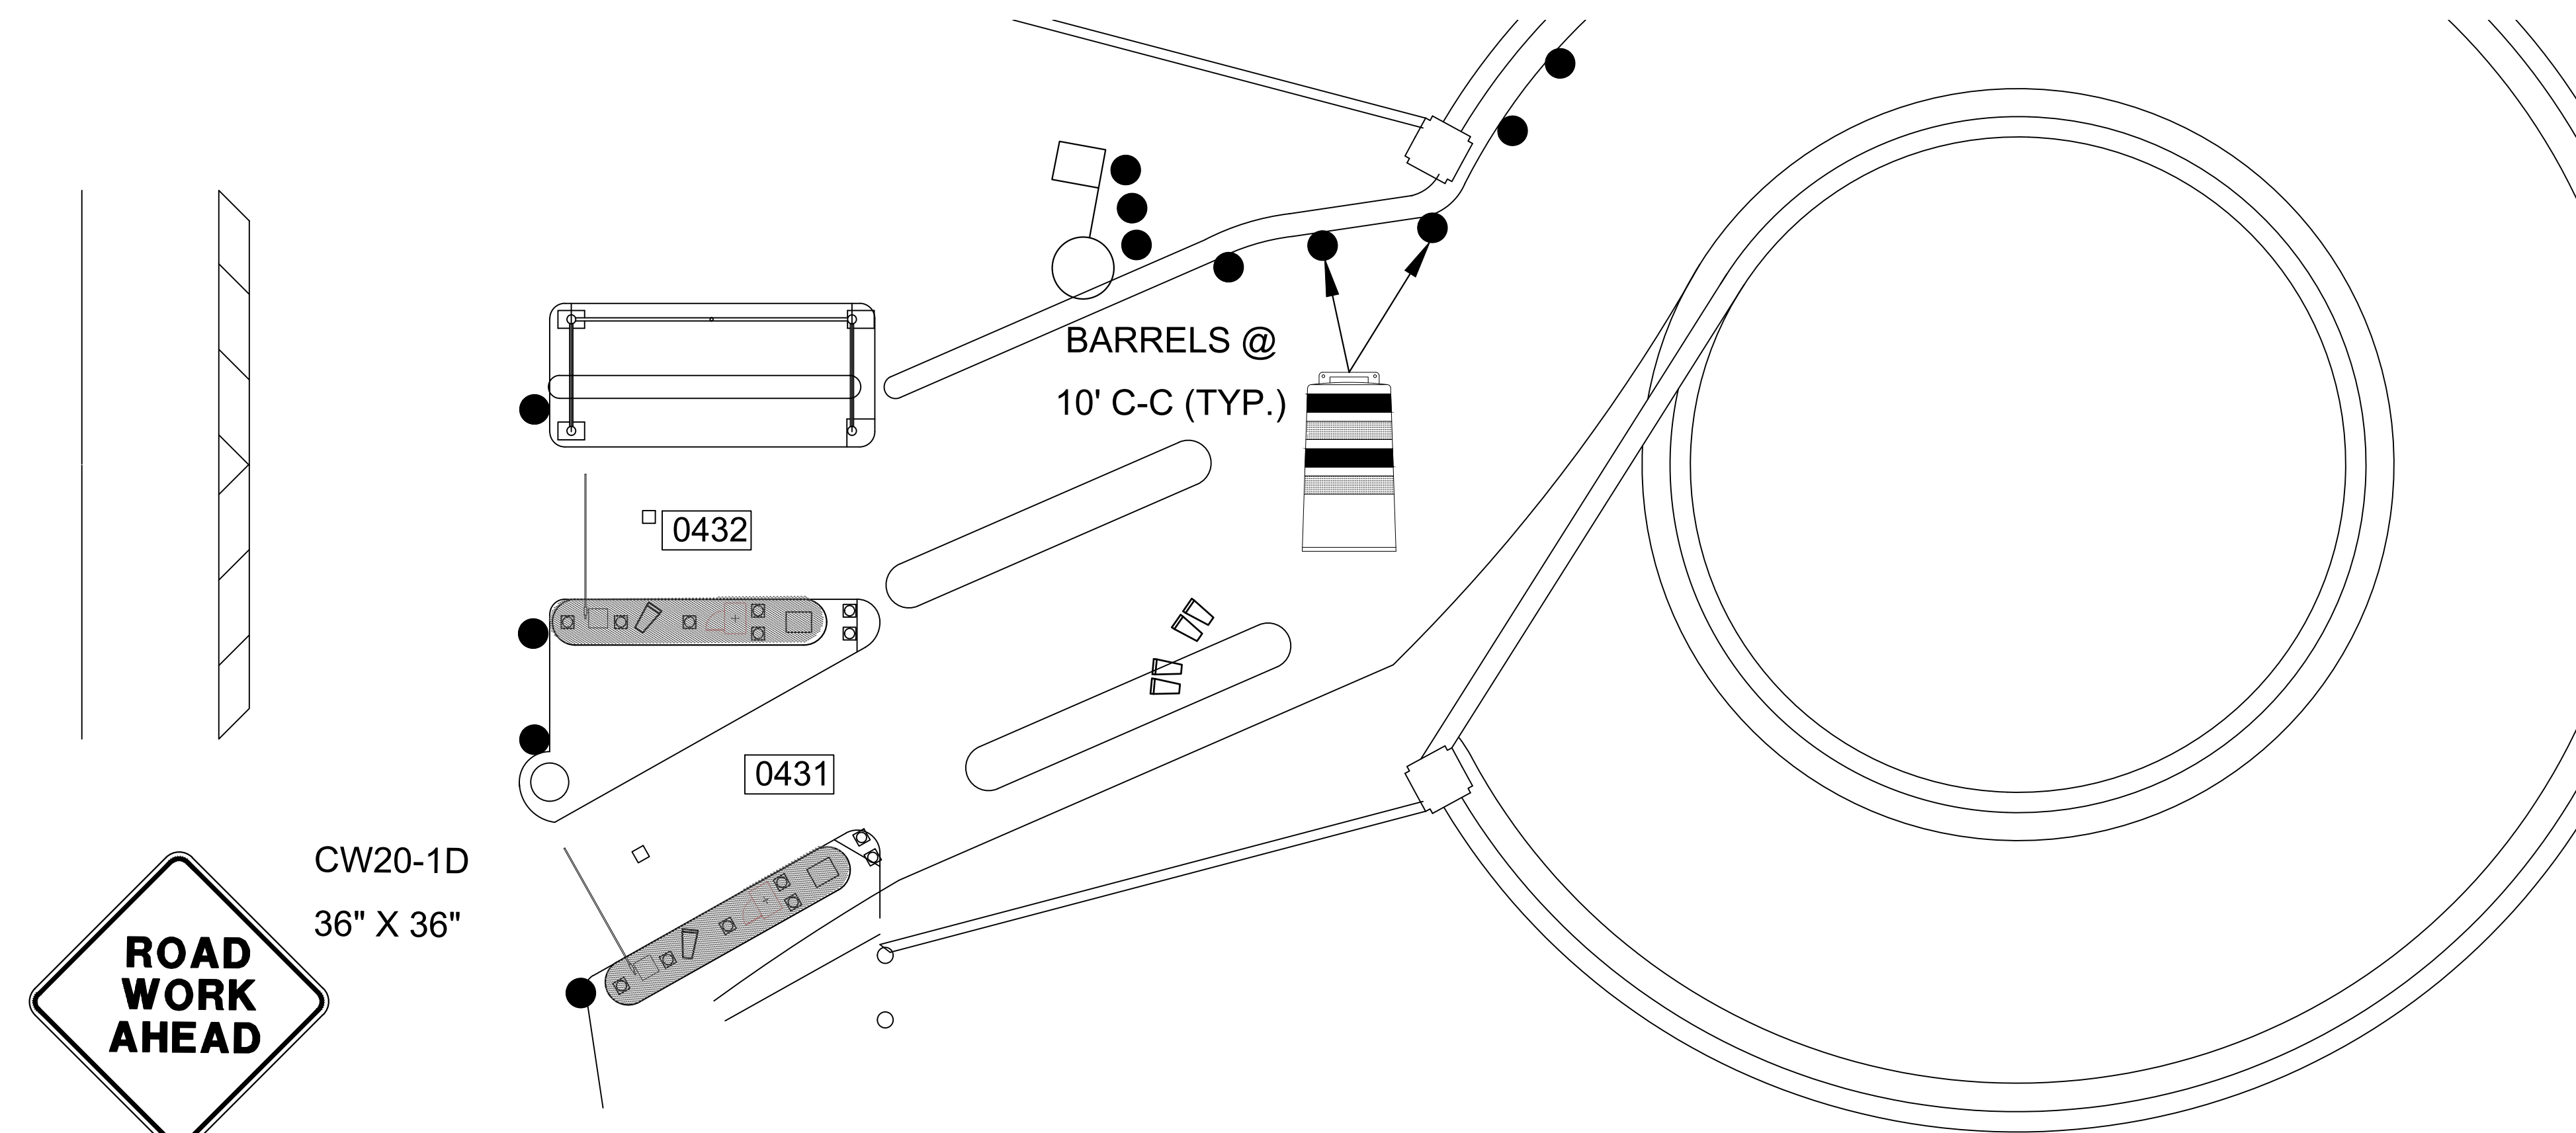 BARRELS @
10' C-C (TYP.)
0432
0431
CW20-1D
36" X 36"
ROAD
WORK
AHEAD